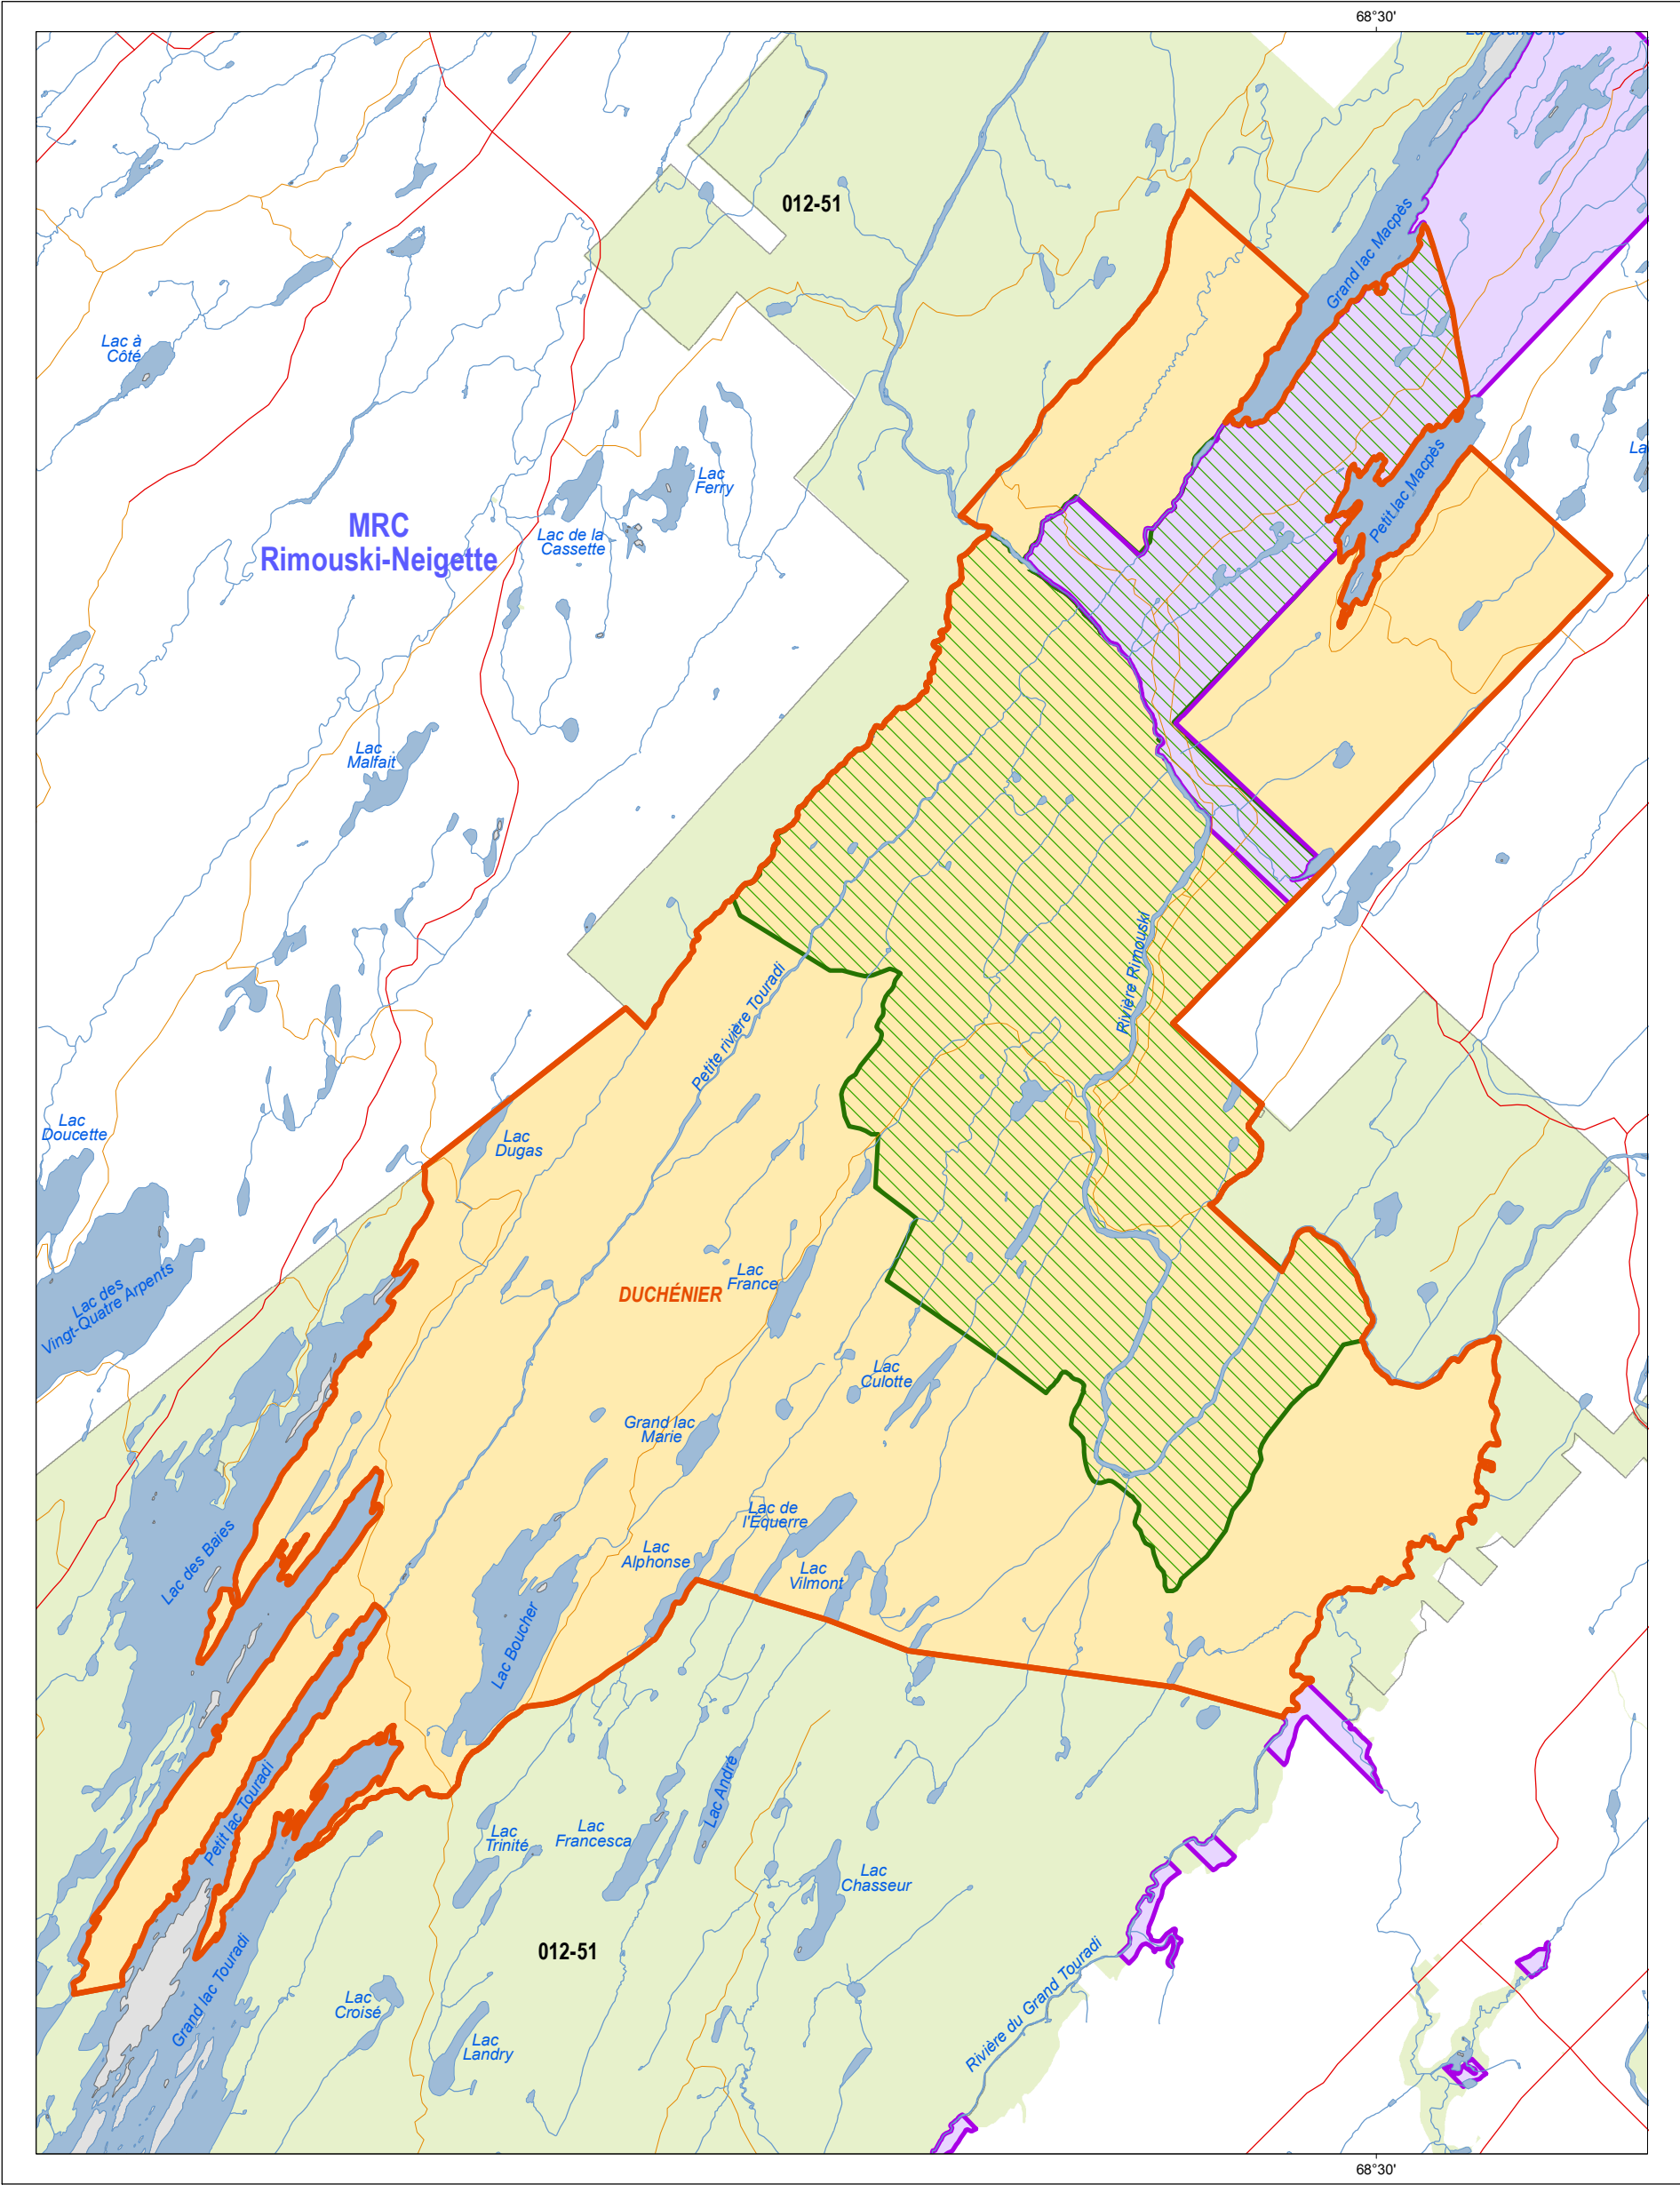 68°30'
012-51
Grand lac Macpès
Lac à
Côté
Lac
Ferry
La
Petit lac Macpès
MRC
Rimouski-Neigette
Lac de la
Cassette
Lac
Malfait
Rivière Rimouski
Petite rivière Touradi
Lac
Doucette
Lac
Dugas
Lac des
Vingt-Quatre Arpents
Lac
France
DUCHÉNIER
Lac
Culotte
Grand lac
Marie
Lac de
l'Équerre
Lac des Baies
Lac
Alphonse
Lac
Vilmont
Lac Boucher
Petit lac Touradi
Lac André
Lac
Trinité
Lac
Francesca
Lac
Chasseur
012-51
Grand lac Touradi
Rivière du Grand Touradi
Lac
Croisé
Lac
Landry
68°30'